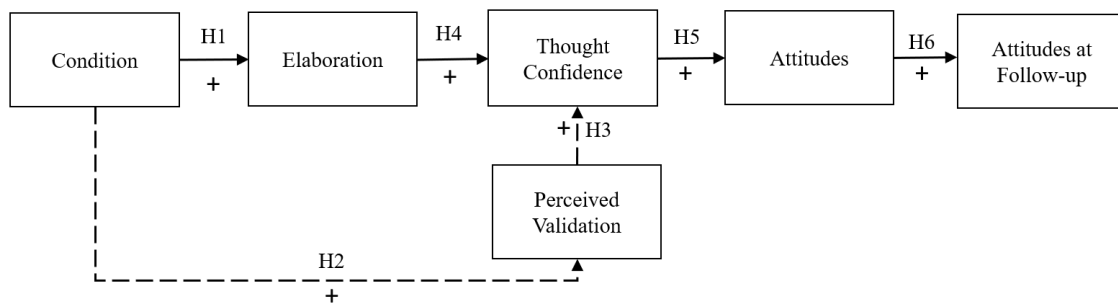 Condition
H1
+
Elaboration
H4
+
Thought
Confidence
H5
+
Attitudes
H6
+
Attitudes at
Follow-up
+
H3
Perceived
Validation
H2
+